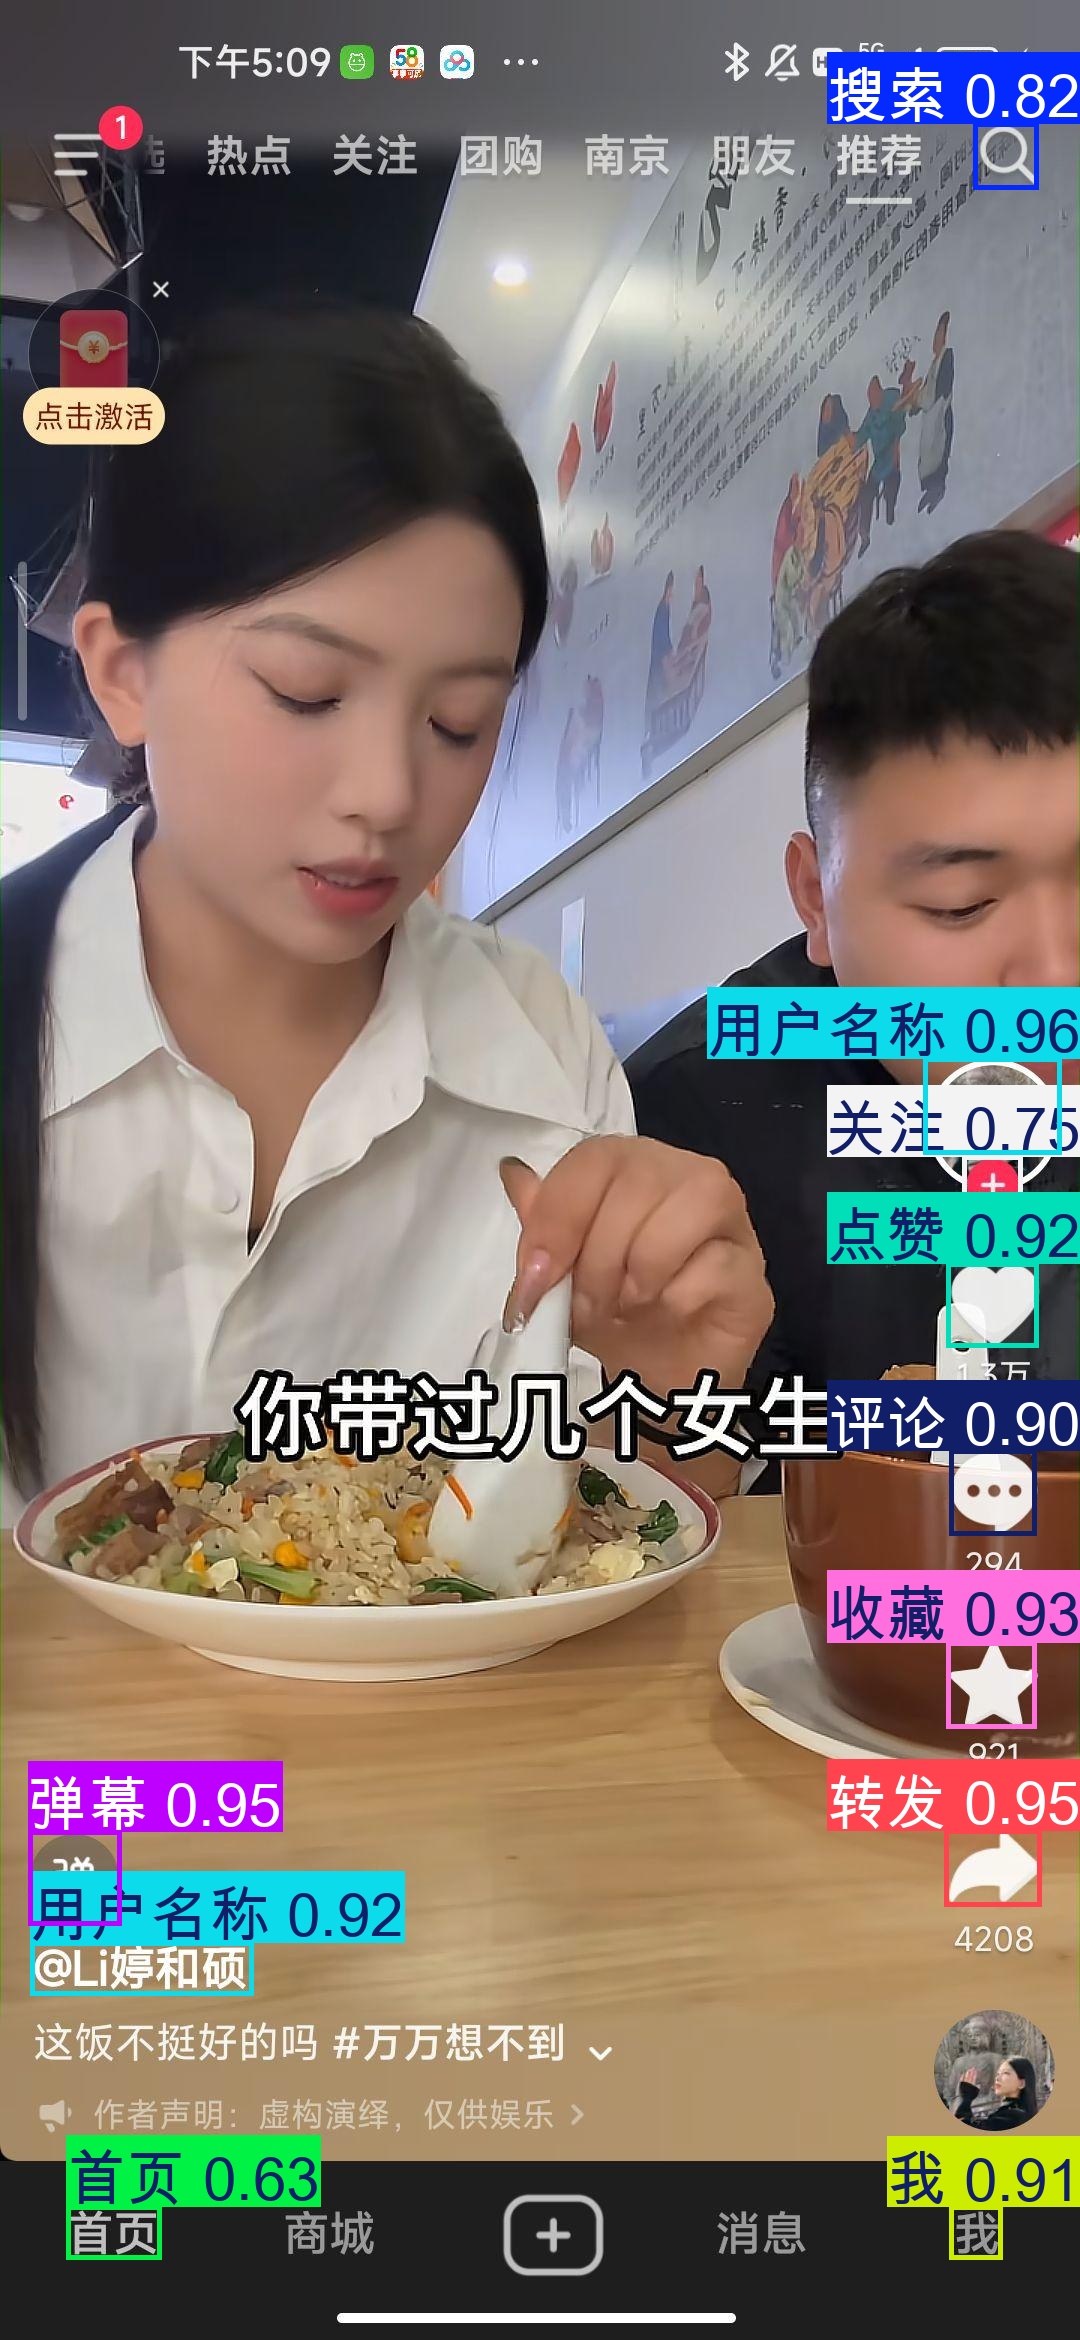 下午5:09
5G
搜索 0.82
1
热点 关注 团购 南京 朋友 推荐
点击激活
用户名称 0.96
关注 0.75
点赞 0.92
1.3万
你带过几个女生
评论 0.90
294
收藏 0.93
921
弹幕 0.95
转发 0.95
用户名称 0.92
4208
@Li婷和硕
这饭不挺好的吗 #万万想不到
作者声明：虚构演绎，仅供娱乐
首页 0.63
我 0.91
首页 商城 消息 我